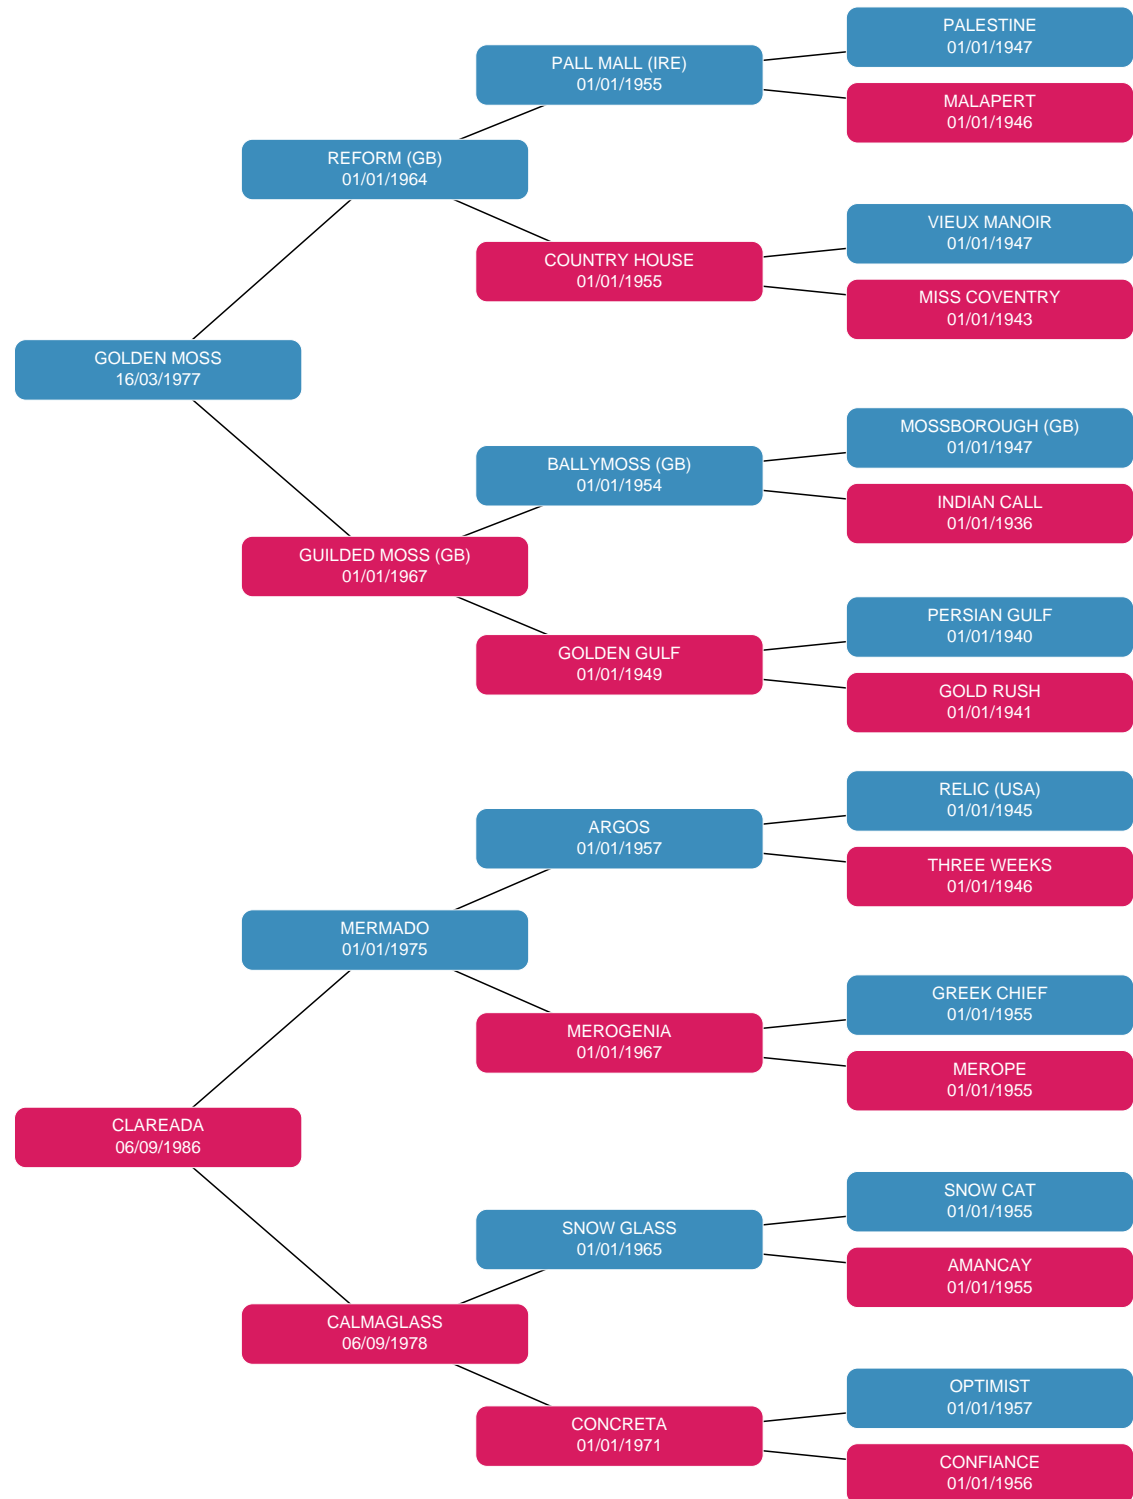 PALESTINE
01/01/1947
PALL MALL (IRE)
01/01/1955
MALAPERT
01/01/1946
REFORM (GB)
01/01/1964
VIEUX MANOIR
01/01/1947
COUNTRY HOUSE
01/01/1955
MISS COVENTRY
01/01/1943
GOLDEN MOSS
16/03/1977
MOSSBOROUGH (GB)
01/01/1947
BALLYMOSS (GB)
01/01/1954
INDIAN CALL
01/01/1936
GUILDED MOSS (GB)
01/01/1967
PERSIAN GULF
01/01/1940
GOLDEN GULF
01/01/1949
GOLD RUSH
01/01/1941
RELIC (USA)
01/01/1945
ARGOS
01/01/1957
THREE WEEKS
01/01/1946
MERMADO
01/01/1975
GREEK CHIEF
01/01/1955
MEROGENIA
01/01/1967
MEROPE
01/01/1955
CLAREADA
06/09/1986
SNOW CAT
01/01/1955
SNOW GLASS
01/01/1965
AMANCAY
01/01/1955
CALMAGLASS
06/09/1978
OPTIMIST
01/01/1957
CONCRETA
01/01/1971
CONFIANCE
01/01/1956